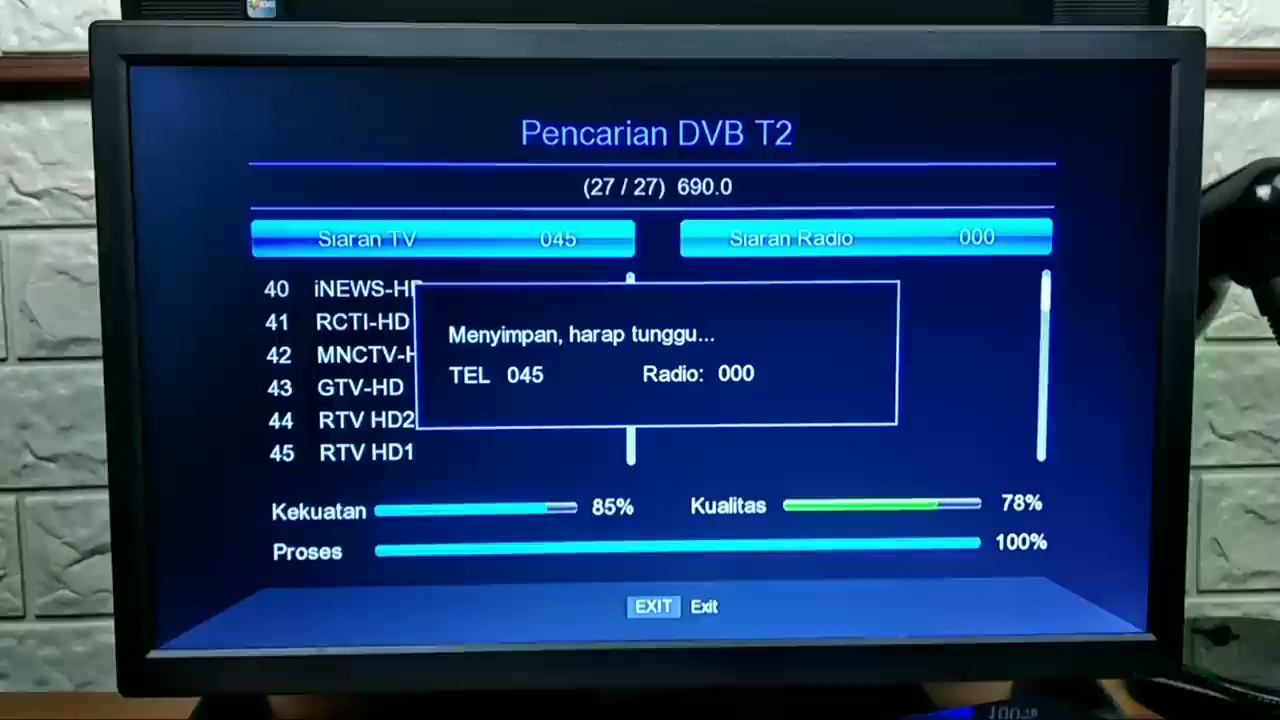 Pencarian DVB T2
(27 / 27) 690.0
Siaran TV 045
Siaran Radio 000
40 iNEWS-HD
41 RCTI-HD
42 MNCTV-H
43 GTV-HD
44 RTV HD2
45 RTV HD1
Menyimpan, harap tunggu...
TEL 045 Radio: 000
Kekuatan 85% Kualitas 78%
Proses 100%
EXIT Exit